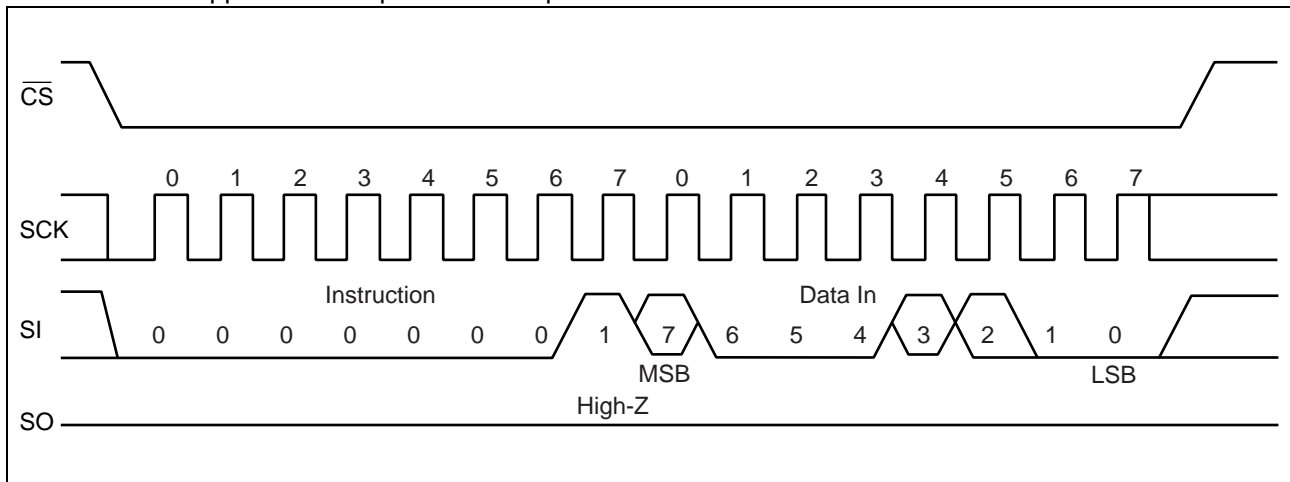 CS
0 1 2 3 4 5 6 7 0 1 2 3 4 5 6 7
SCK
Instruction Data In
SI 0 0 0 0 0 0 0 1 7 6 5 4 3 2 1 0
MSB LSB
High-Z
SO